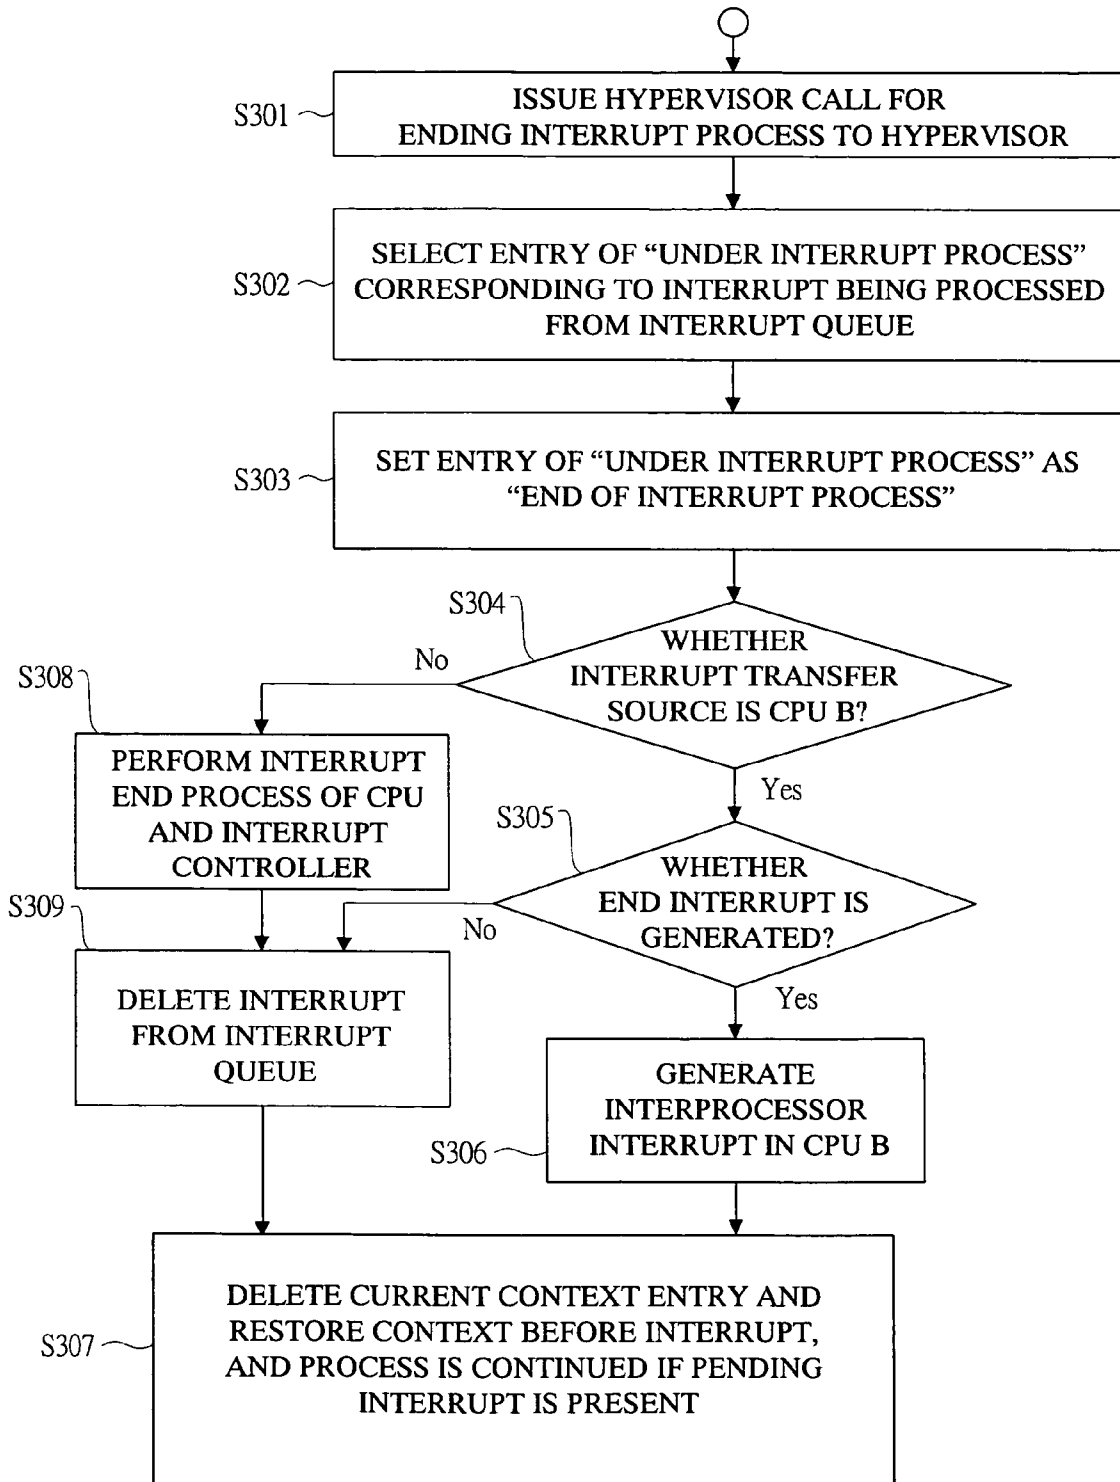 S301
ISSUE HYPERVISOR CALL FOR
ENDING INTERRUPT PROCESS TO HYPERVISOR
S302
SELECT ENTRY OF “UNDER INTERRUPT PROCESS”
CORRESPONDING TO INTERRUPT BEING PROCESSED
FROM INTERRUPT QUEUE
S303
SET ENTRY OF “UNDER INTERRUPT PROCESS” AS
“END OF INTERRUPT PROCESS”
S304
WHETHER
INTERRUPT TRANSFER
SOURCE IS CPU B?
No
Yes
S308
PERFORM INTERRUPT
END PROCESS OF CPU
AND INTERRUPT
CONTROLLER
S305
WHETHER
END INTERRUPT IS
GENERATED?
No
Yes
S309
DELETE INTERRUPT
FROM INTERRUPT
QUEUE
S306
GENERATE
INTERPROCESSOR
INTERRUPT IN CPU B
S307
DELETE CURRENT CONTEXT ENTRY AND
RESTORE CONTEXT BEFORE INTERRUPT,
AND PROCESS IS CONTINUED IF PENDING
INTERRUPT IS PRESENT